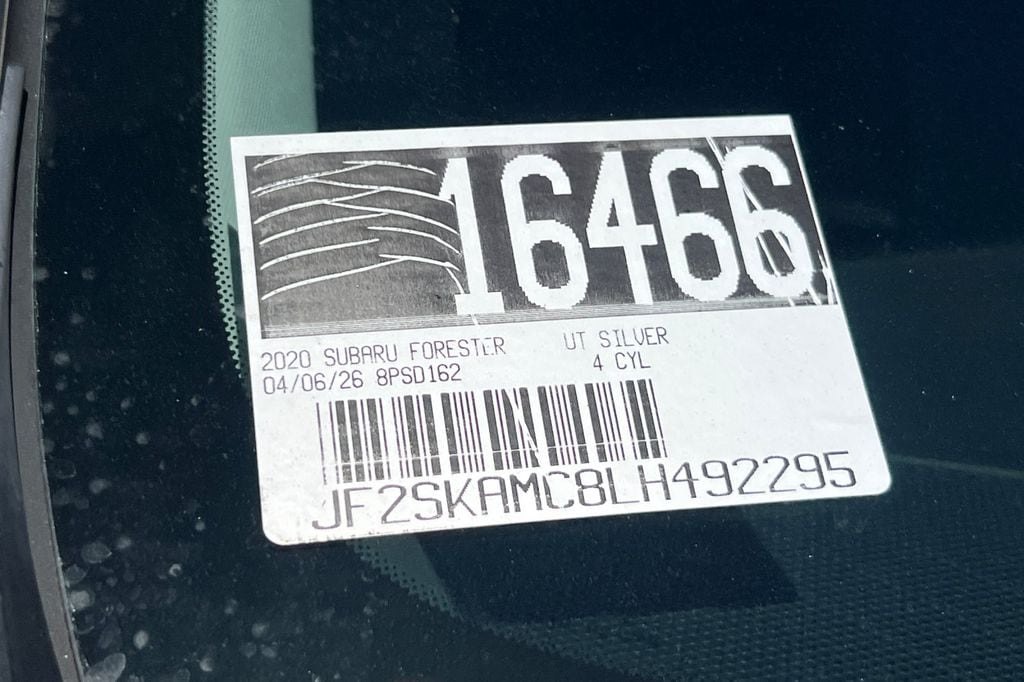 16466
2020 SUBARU FORESTER UT SILVER
04/06/26 8PSD162 4 CYL
JF2SKAMC8LH492295